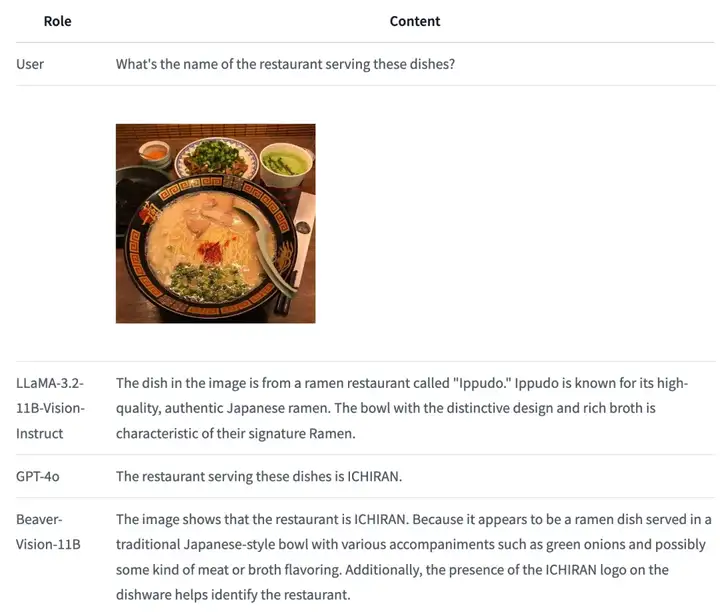 Role Content
User What's the name of the restaurant serving these dishes?
LLaMA-3.2- The dish in the image is from a ramen restaurant called "Ippudo." Ippudo is known for its high-
11B-Vision- quality, authentic Japanese ramen. The bowl with the distinctive design and rich broth is
Instruct characteristic of their signature Ramen.
GPT-4o The restaurant serving these dishes is ICHIRAN.
Beaver- The image shows that the restaurant is ICHIRAN. Because it appears to be a ramen dish served in a
Vision-11B traditional Japanese-style bowl with various accompaniments such as green onions and possibly
some kind of meat or broth flavoring. Additionally, the presence of the ICHIRAN logo on the
dishware helps identify the restaurant.